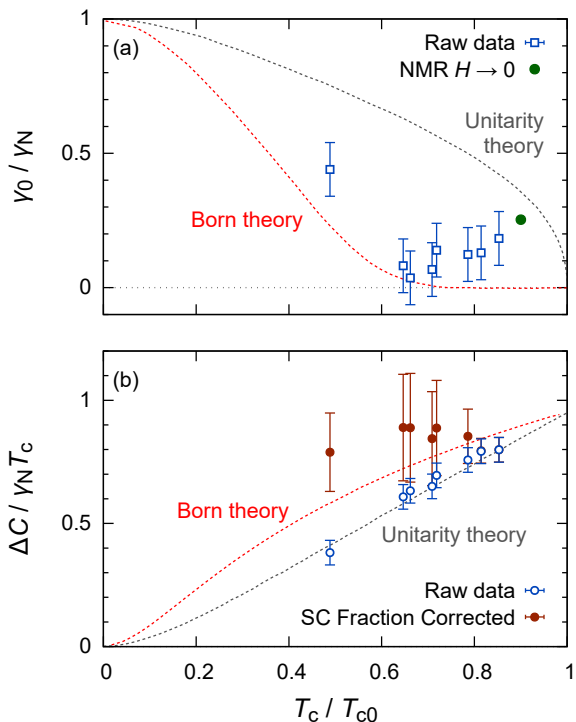 1
(a)
Raw data
NMR H → 0
Unitarity
theory
0.5
γ0 / γN
Born theory
0
(b)
1
Born theory
0.5
ΔC / γNTc
Unitarity theory
Raw data
SC Fraction Corrected
0
0 0.2 0.4 0.6 0.8 1
Tc / Tc0